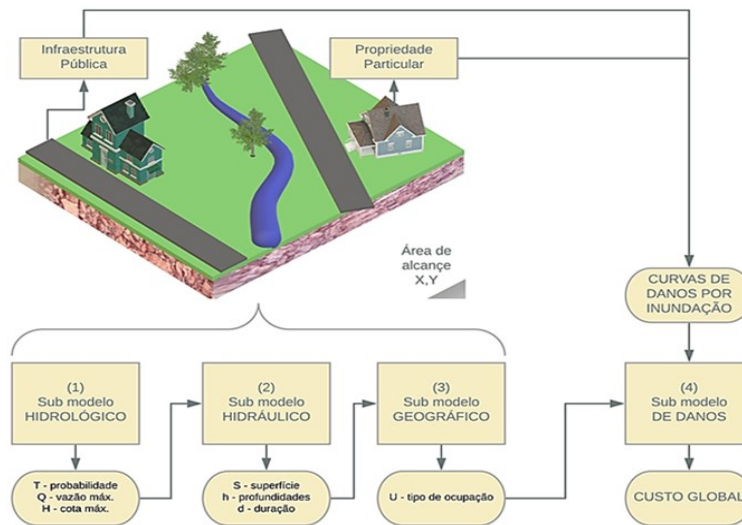 Infraestrutura
Pública
Propriedade
Particular
Área de
alcançe
X,Y
CURVAS DE
DANOS POR
INUNDAÇÃO
(1)
Sub modelo
HIDROLÓGICO
(2)
Sub modelo
HIDRÁULICO
(3)
Sub modelo
GEOGRÁFICO
(4)
Sub modelo
DE DANOS
T - probabilidade
Q - vazão máx.
H - cota máx.
S - superfície
h - profundidades
d - duração
U - tipo de ocupação
CUSTO GLOBAL